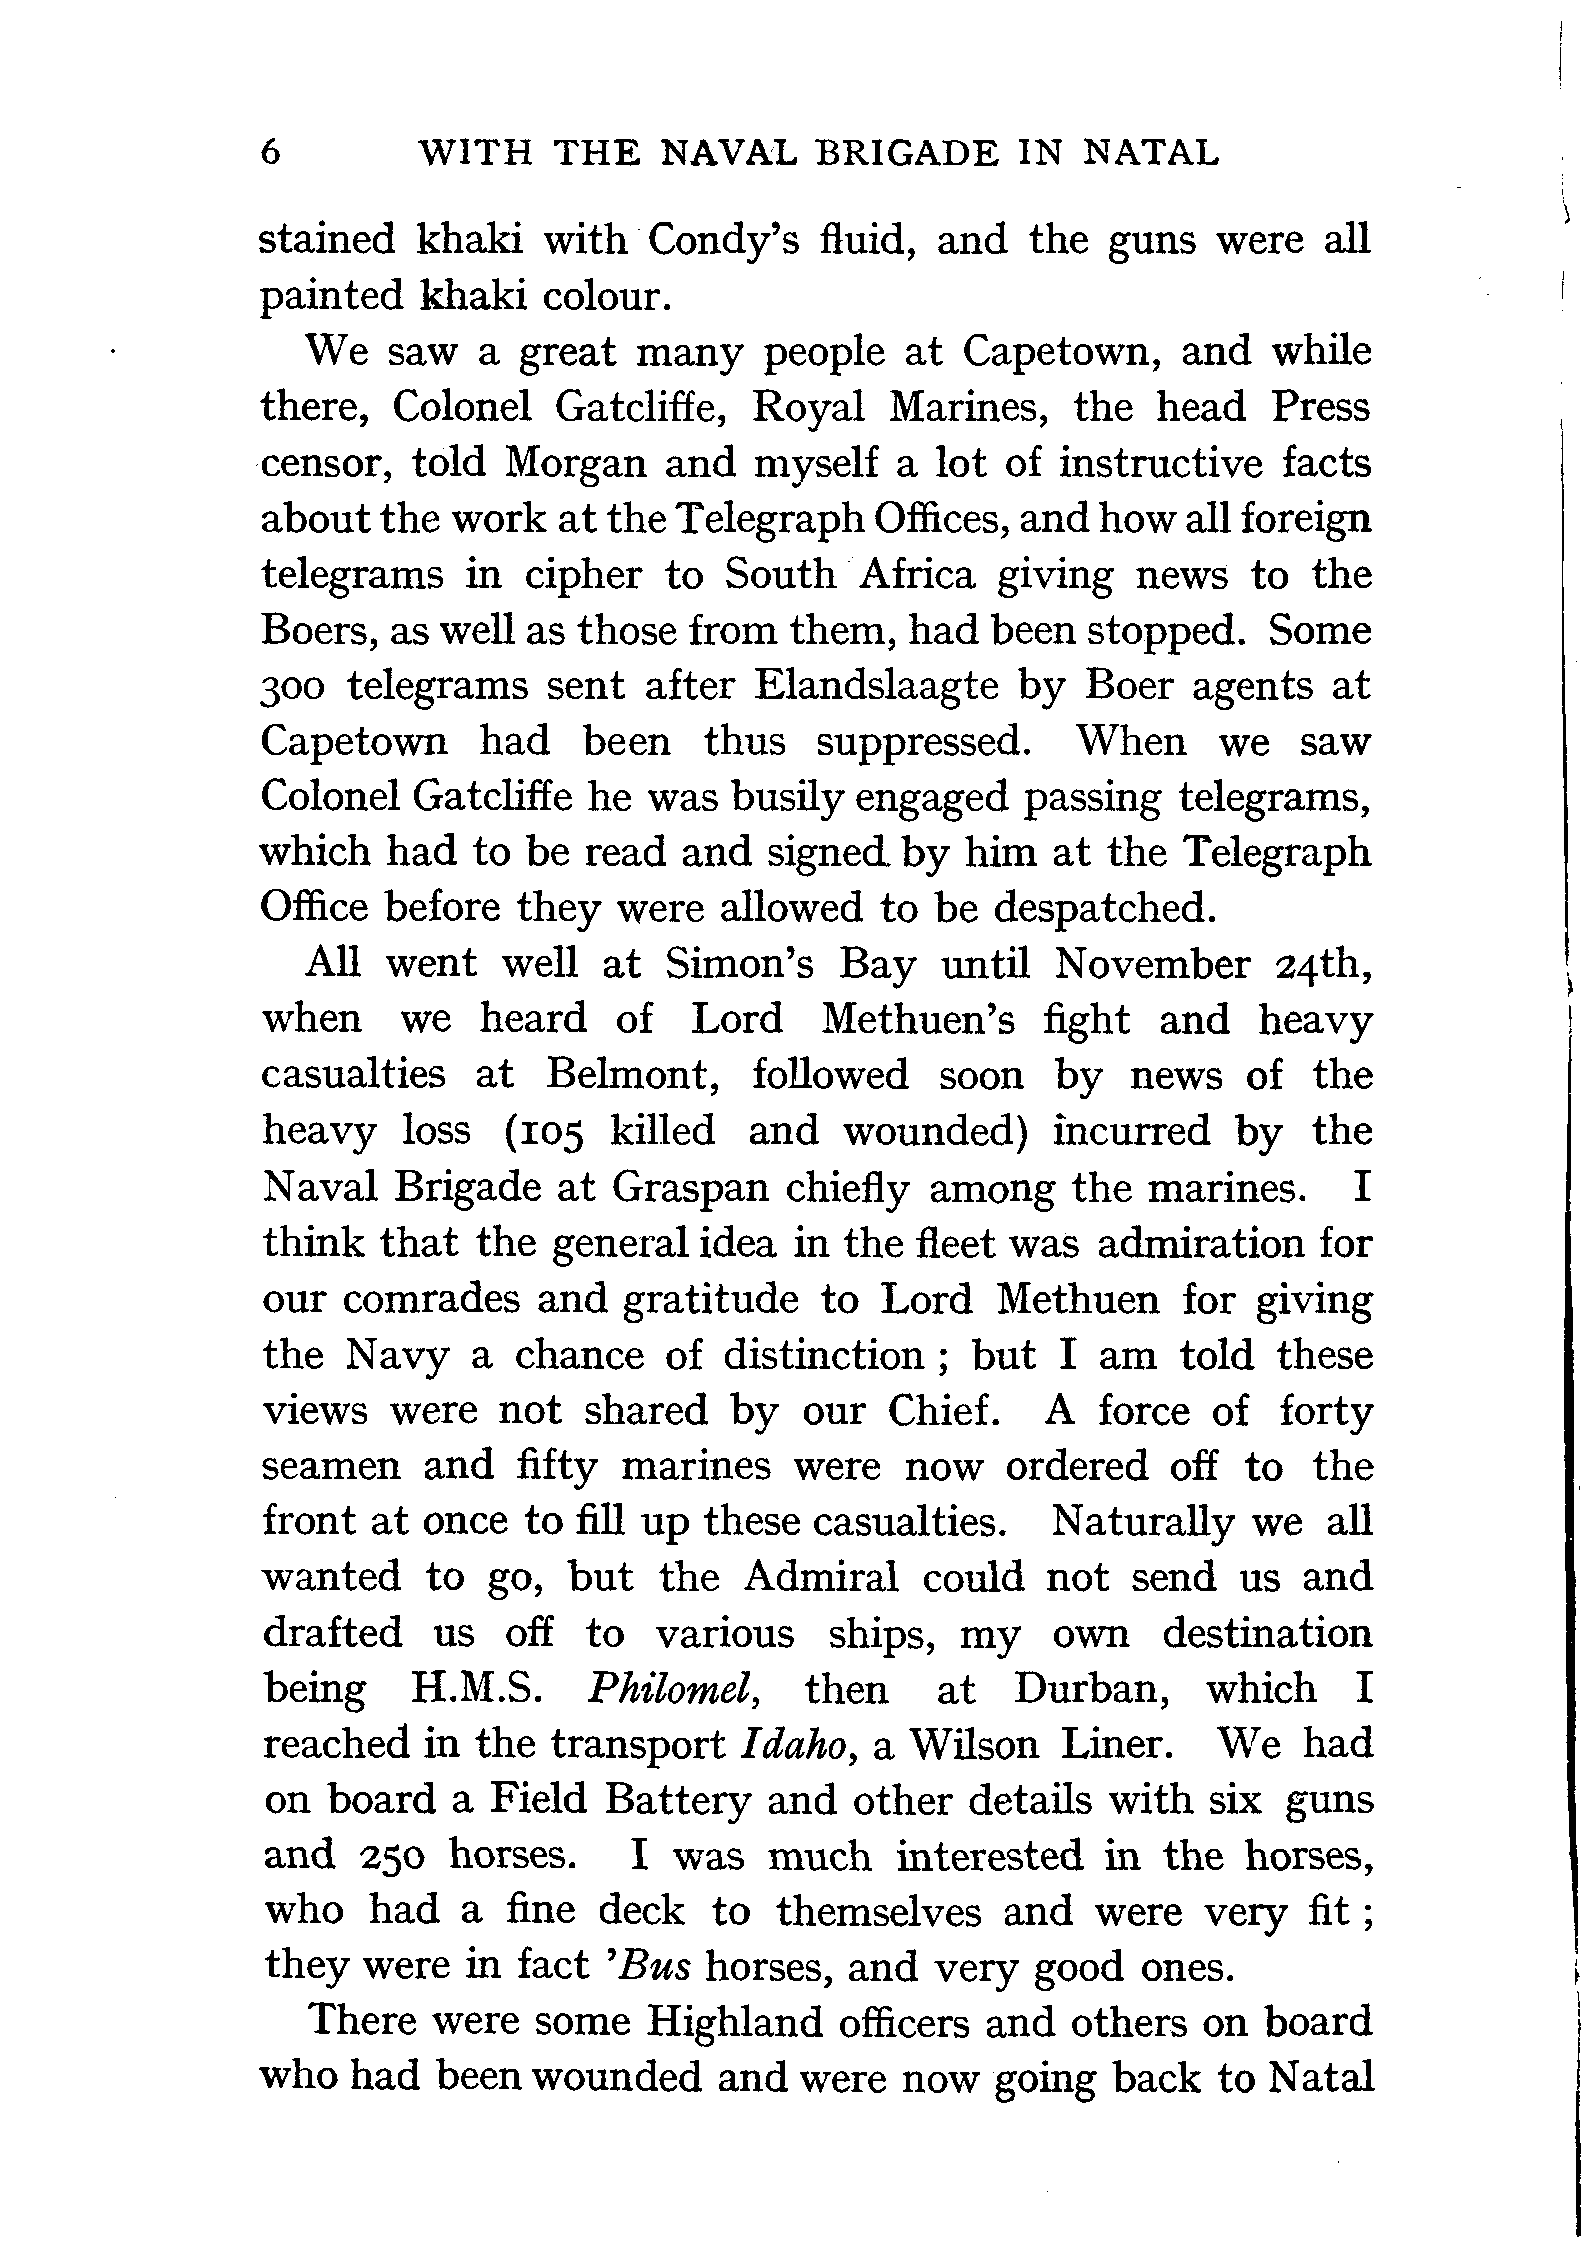 6 WITH THE NAVAL BRIGADE IN NATAL
stained khaki with Condy's fluid, and the guns were all
painted khaki colour.
We saw a great many people at Capetown, and while
there, Colonel Gatcliffe, Royal Marines, the head Press
censor, told Morgan and myself a lot of instructive facts
about the work at the Telegraph Offices, and how all foreign
telegrams in cipher to South Africa giving news to the
Boers, as well as those from them, had been stopped. Some
300 telegrams sent after Elandslaagte by Boer agents at
Capetown had been thus suppressed. When we saw
Colonel Gatcliffe he was busily engaged passing telegrams,
which had to be read and signed by him at the Telegraph
Office before they were allowed to be despatched.
All went well at Simon's Bay until November 24th,
when we heard of Lord Methuen's fight and heavy
casualties at Belmont, followed soon by news of the
heavy loss (105 killed and wounded) incurred by the
Naval Brigade at Graspan chiefly among the marines. I
think that the general idea in the fleet was admiration for
our comrades and gratitude to Lord Methuen for giving
the Navy a chance of distinction ; but I am told these
views were not shared by our Chief. A force of forty
seamen and fifty marines were now ordered off to the
front at once to fill up these casualties. Naturally we all
wanted to go, but the Admiral could not send us and
drafted us off to various ships, my own destination
being H.M.S. Philomel, then at Durban, which I
reached in the transport Idaho, a Wilson Liner. We had
on board a Field Battery and other details with six guns
and 250 horses. I was much interested in the horses,
who had a fine deck to themselves and were very fit ;
they were in fact 'Bus horses, and very good ones.
There were some Highland officers and others on board
who had been wounded and were now going back to Natal